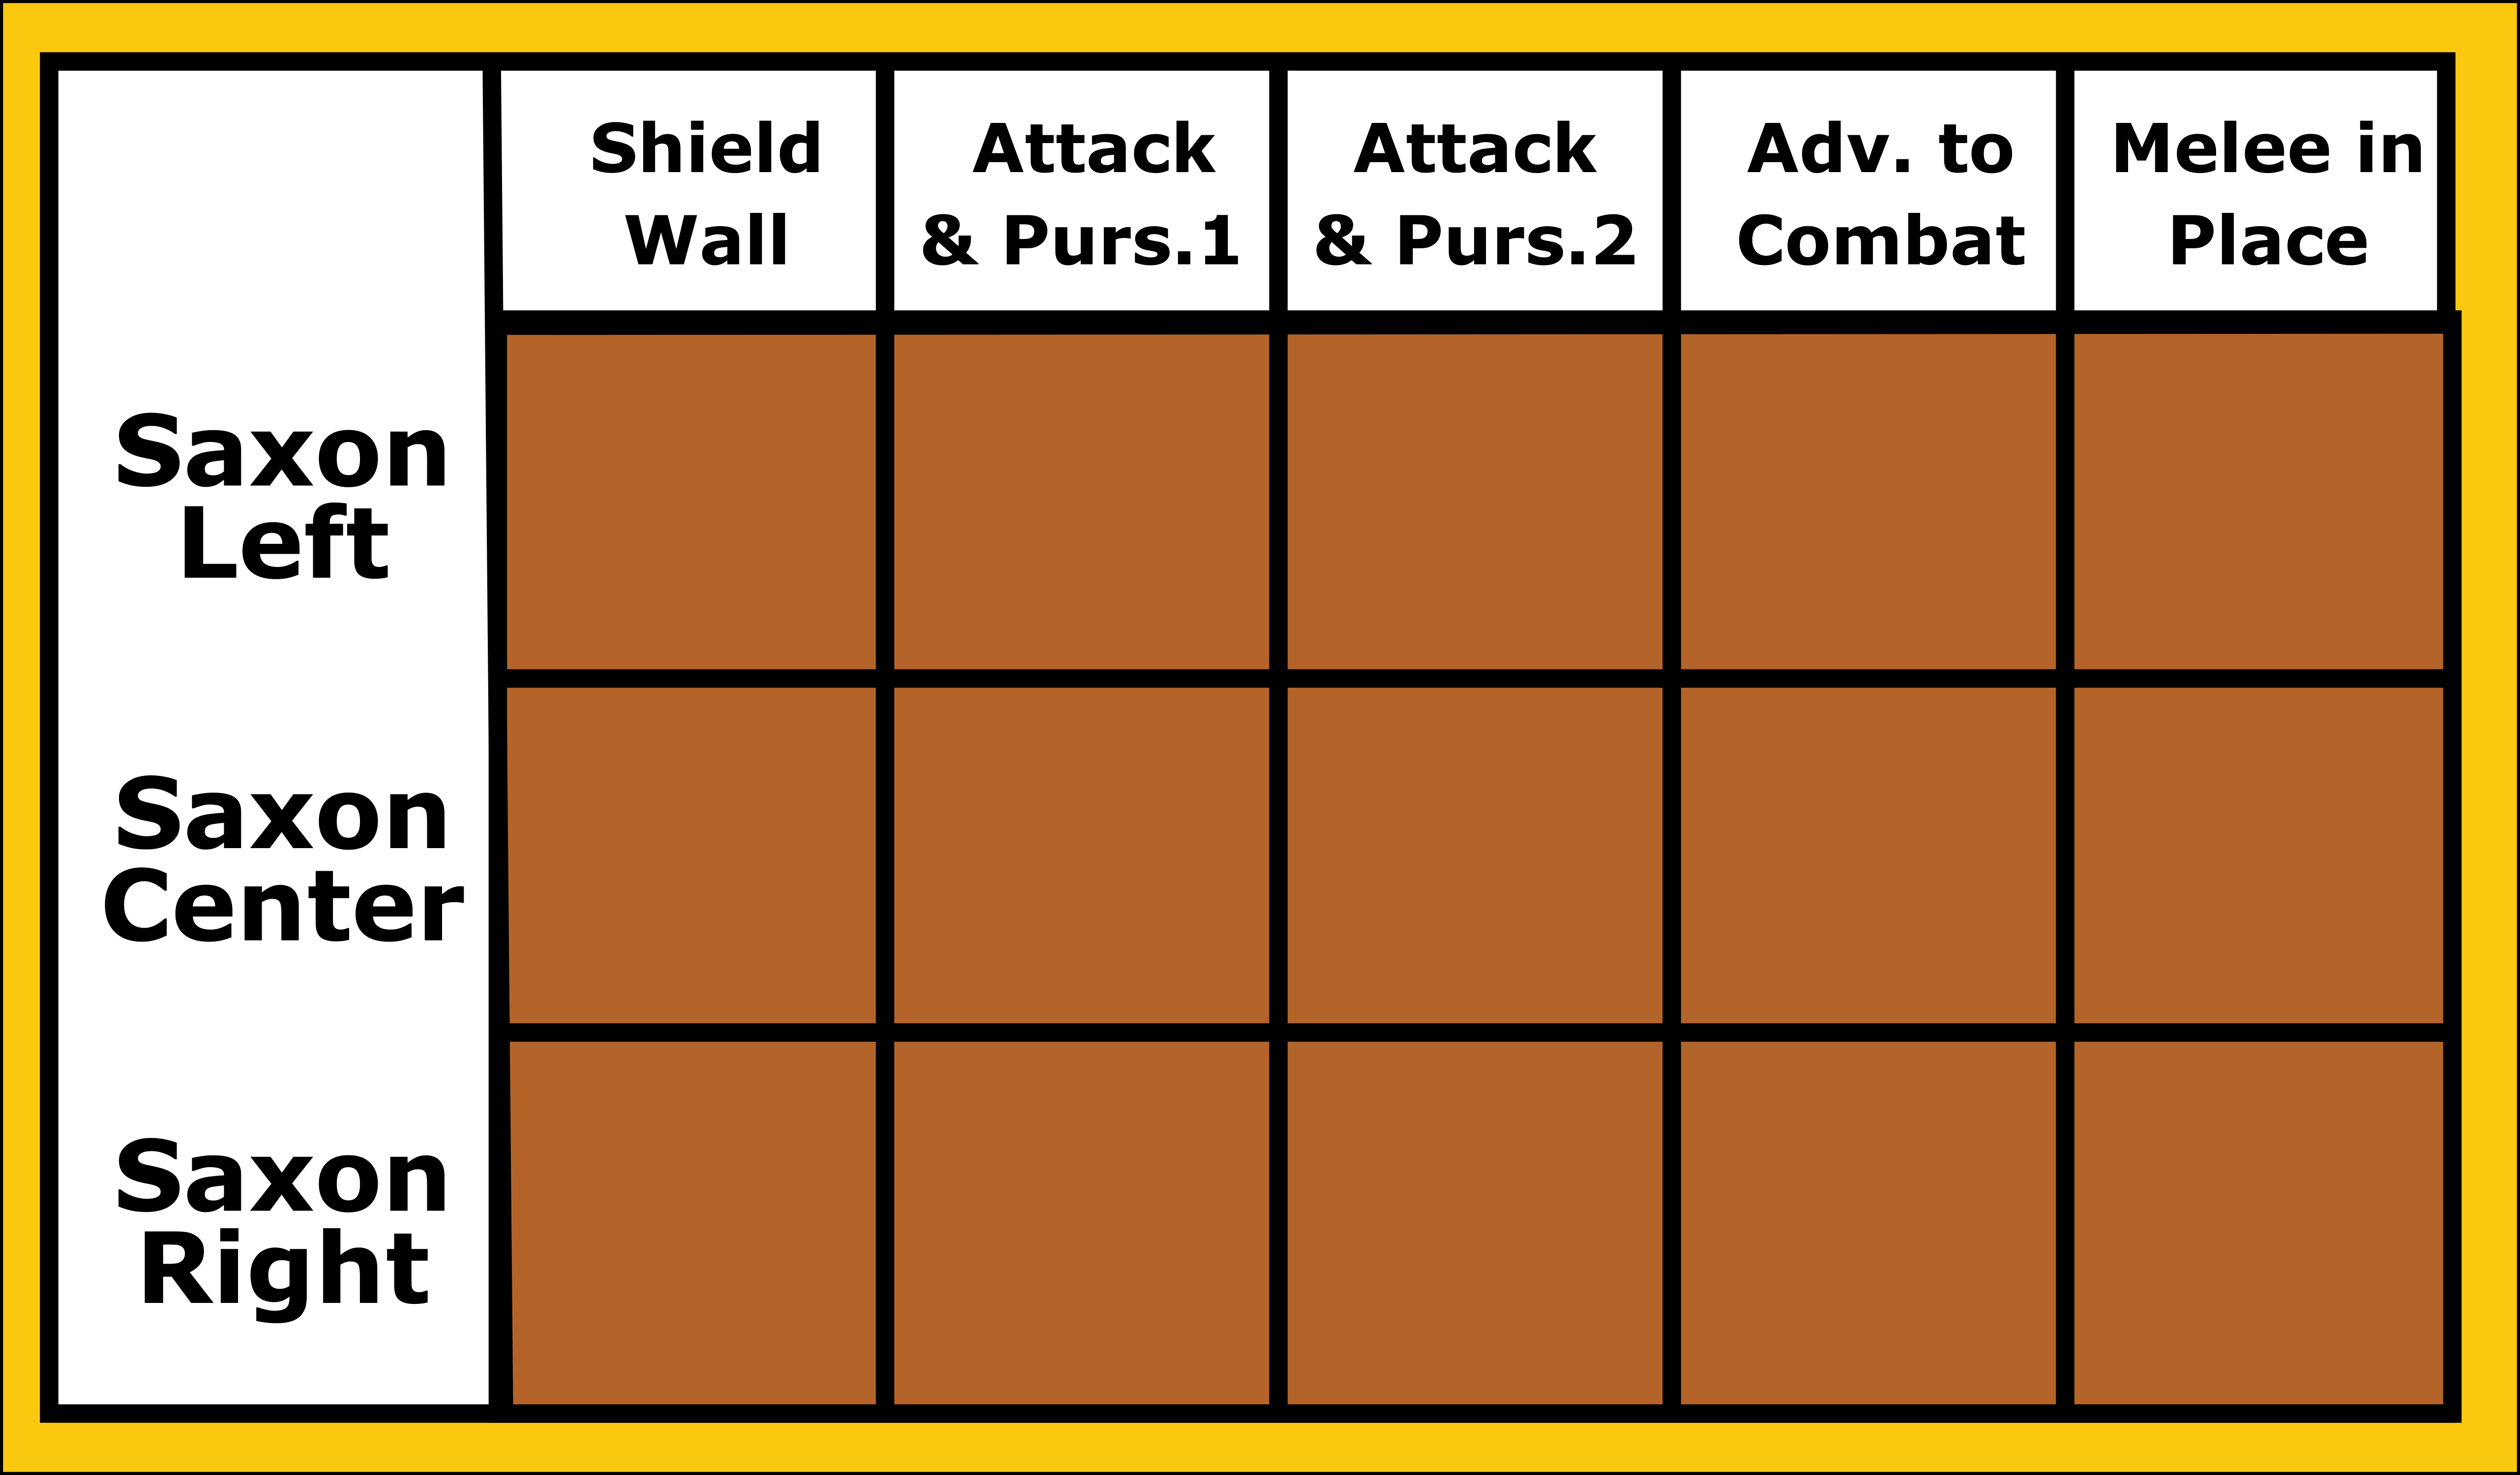 Shield
Wall
Attack
& Purs.1
Attack
& Purs.2
Adv. to
Combat
Melee in
Place
Saxon
Left
Saxon
Center
Saxon
Right